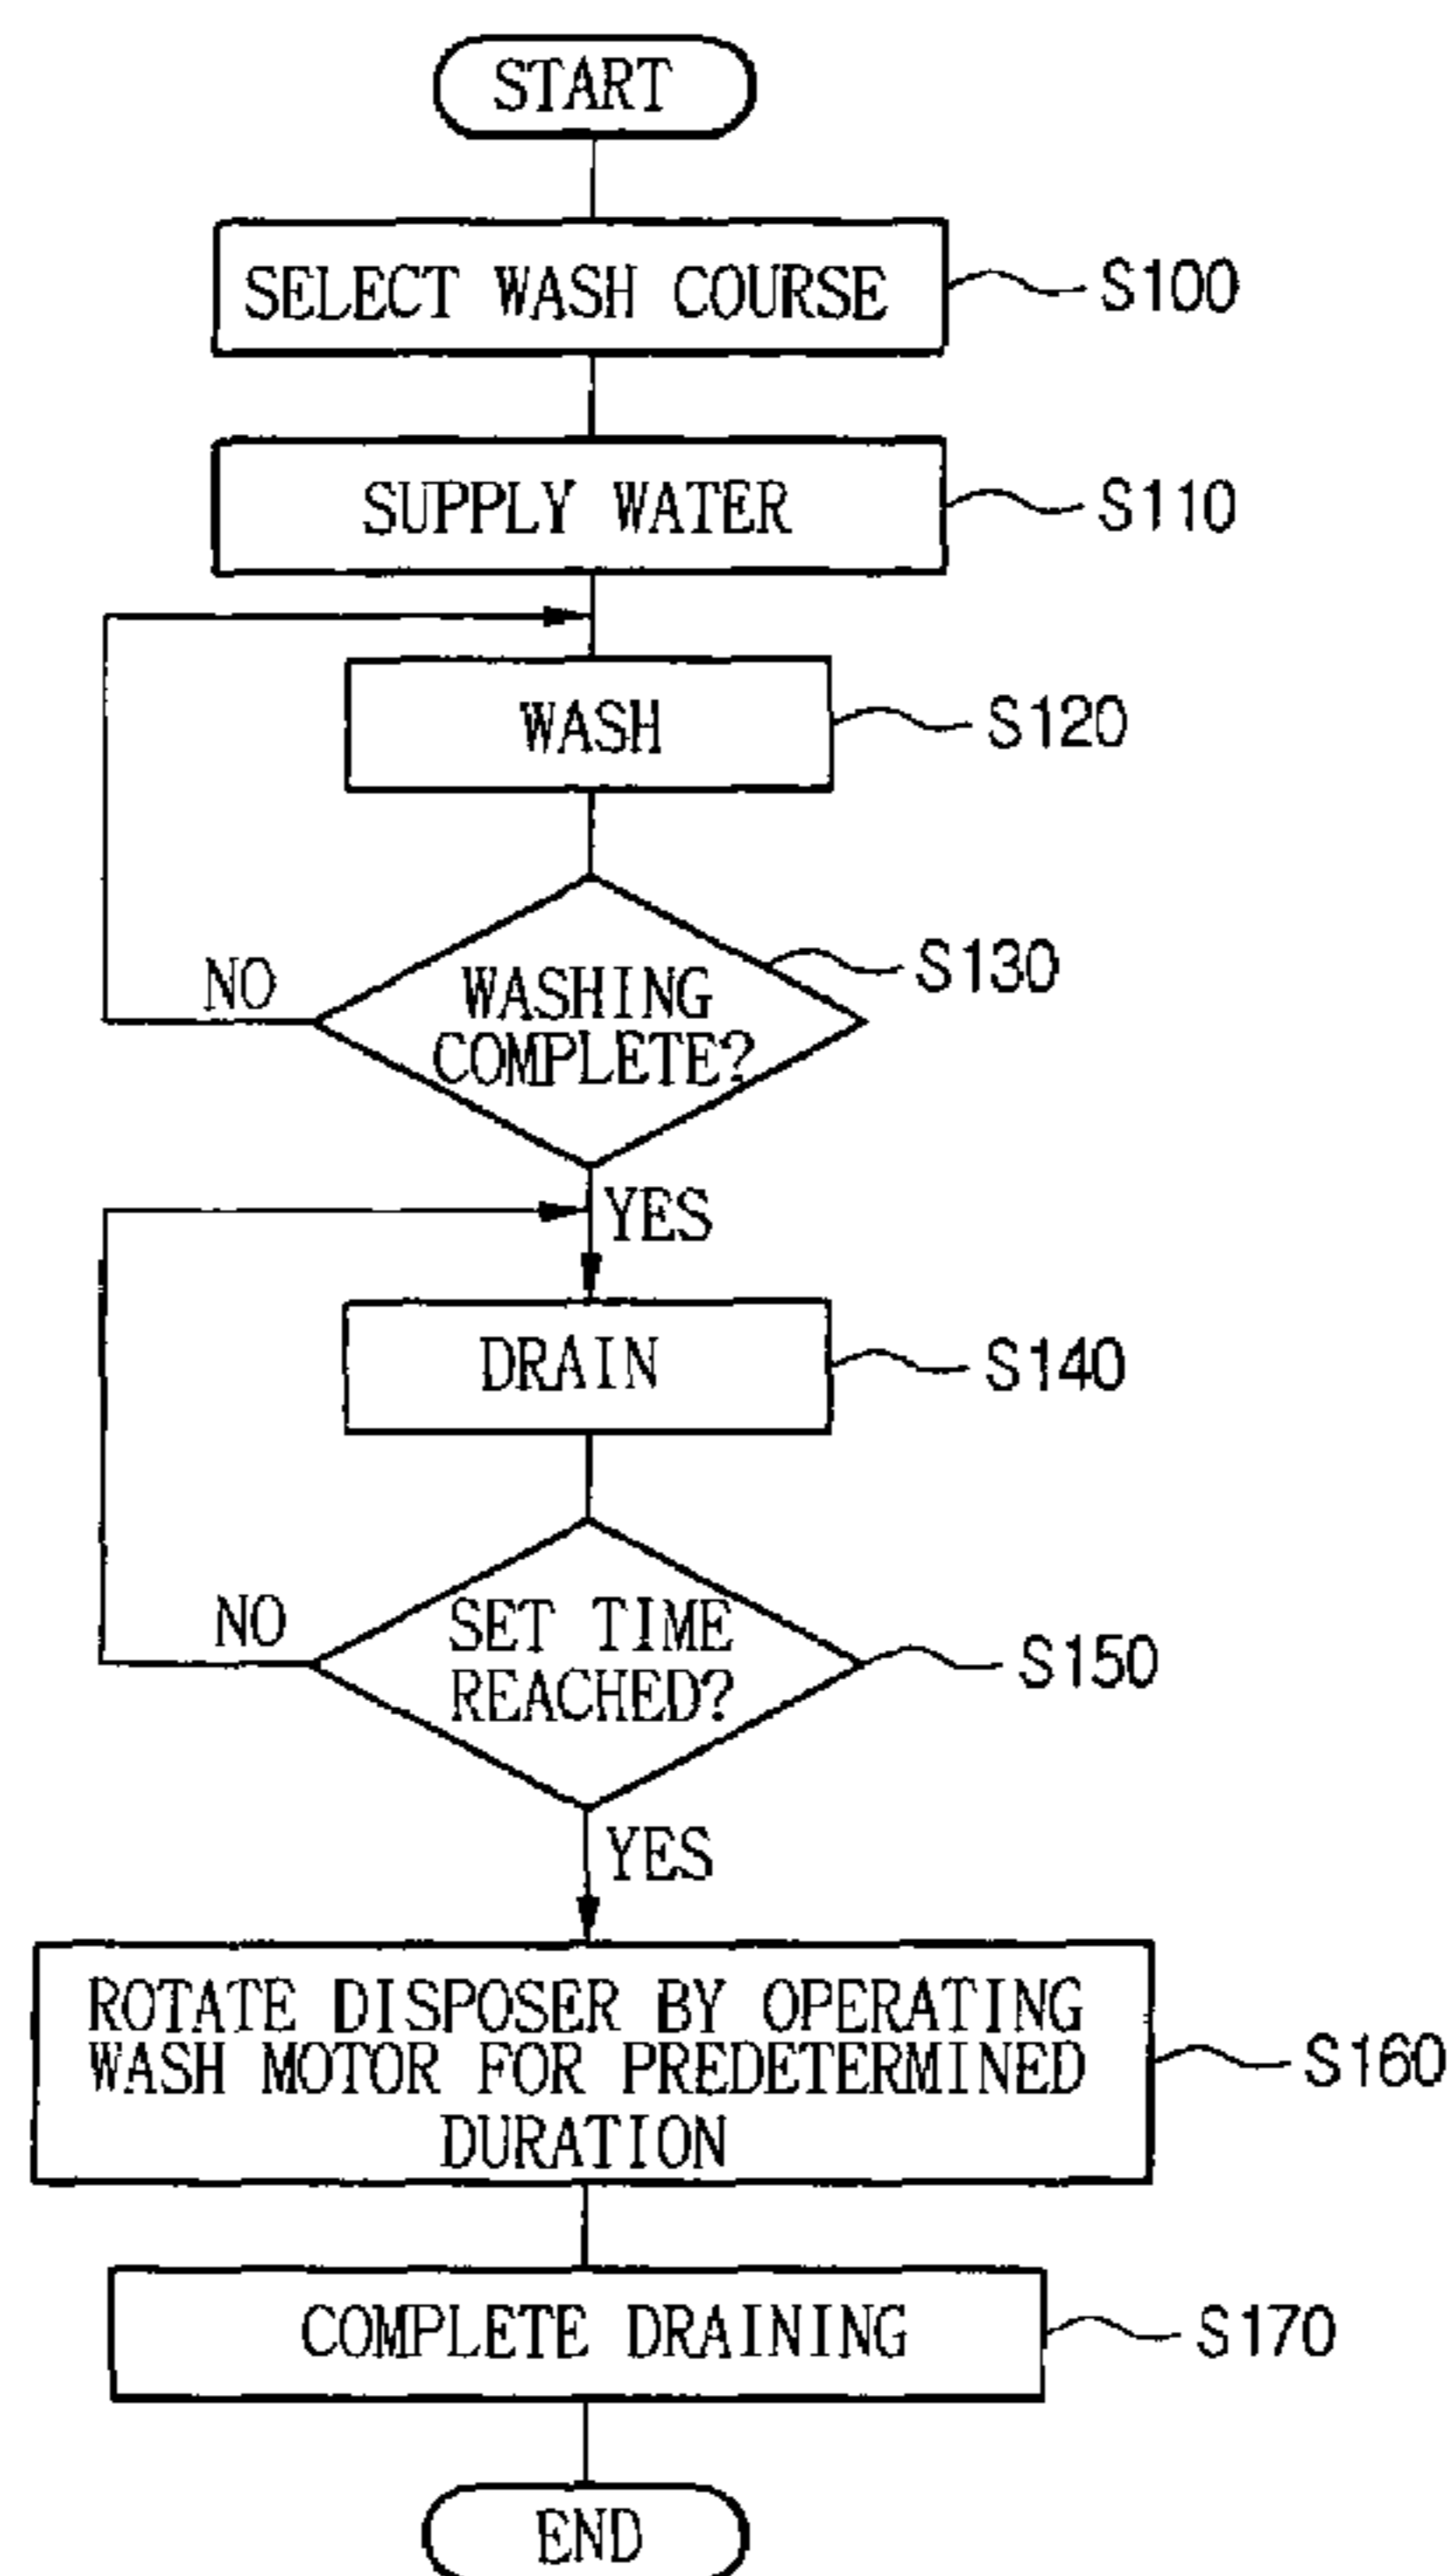 START
SELECT WASH COURSE
S100
SUPPLY WATER
S110
WASH
S120
S130
NO
WASHING
COMPLETE?
YES
DRAIN
S140
NO
SET TIME
REACHED?
S150
YES
ROTATE DISPOSER BY OPERATING
WASH MOTOR FOR PREDETERMINED
DURATION
S160
COMPLETE DRAINING
S170
END